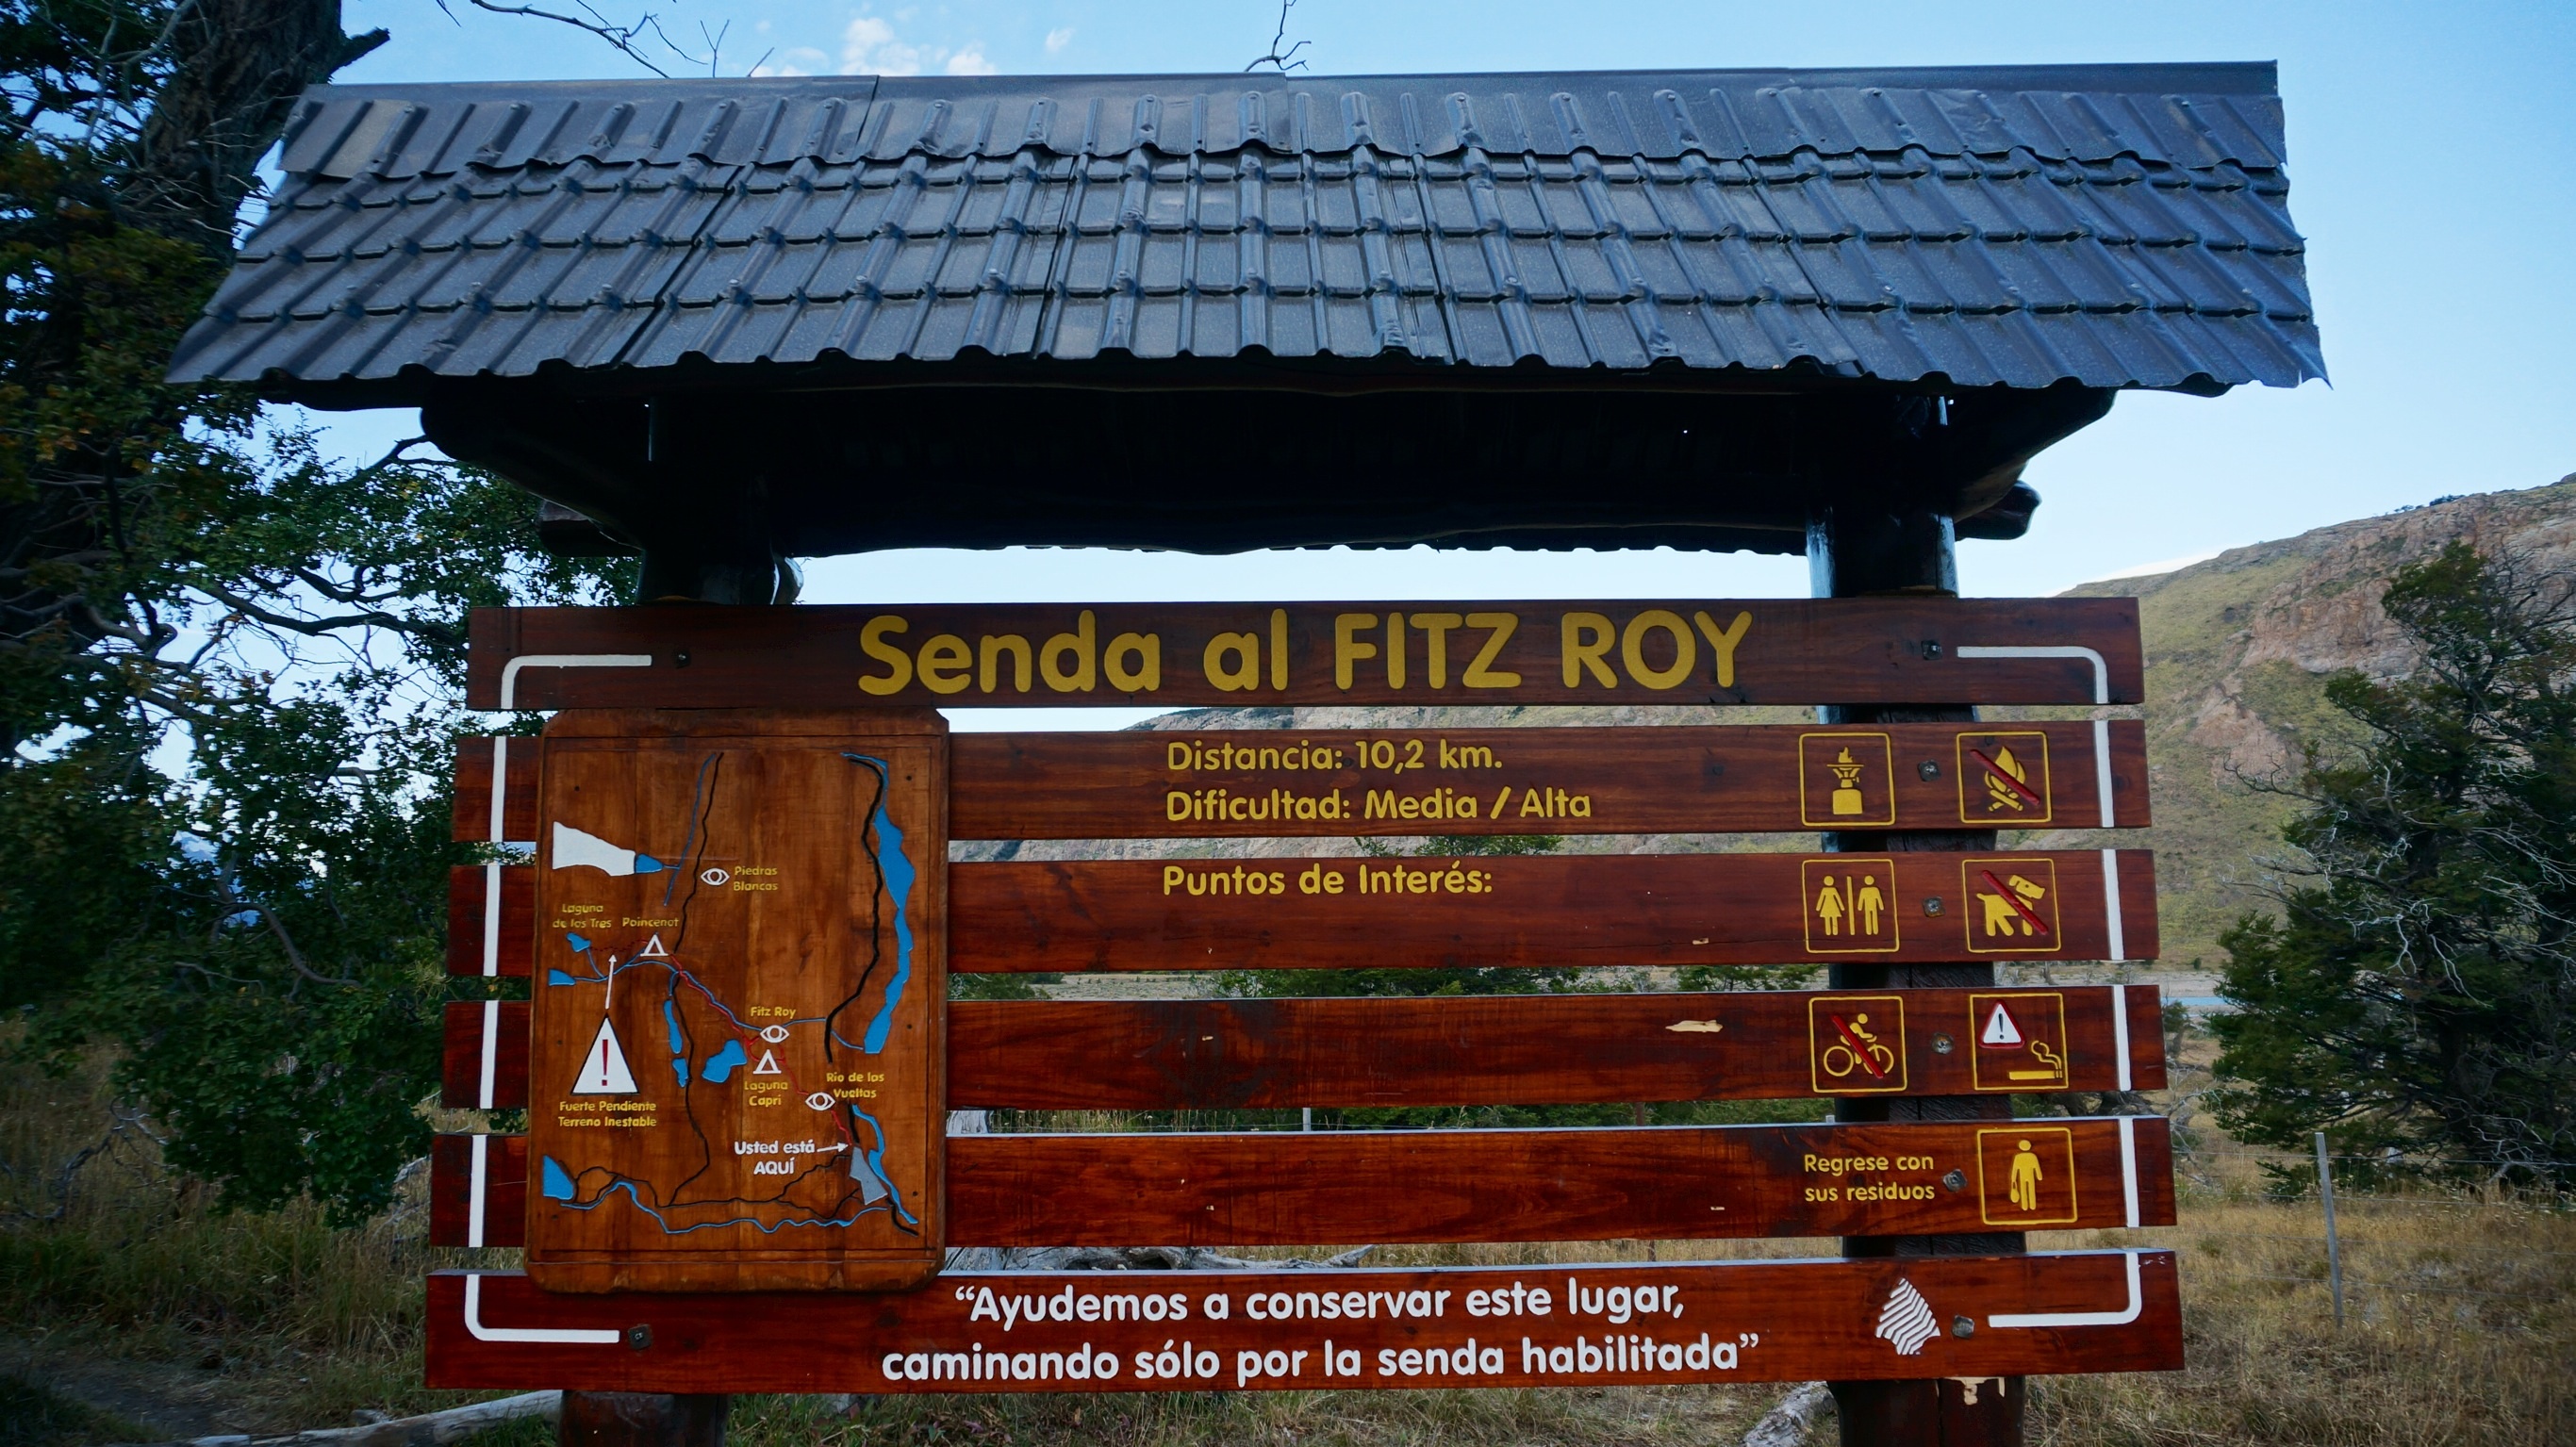 Senda al FITZ ROY
Distancia: 10,2 km.
Dificultad: Media / Alta
Puntos de Interés:
Piedras
Blancas
Laguna
de los Tres
Poincenot
Fitz Roy
Laguna
Capri
Río de las
Vueltas
Fuerte Pendiente
Terreno Inestable
Usted está
AQUÍ
Regrese con
sus residuos
“Ayudemos a conservar este lugar,
caminando sólo por la senda habilitada”